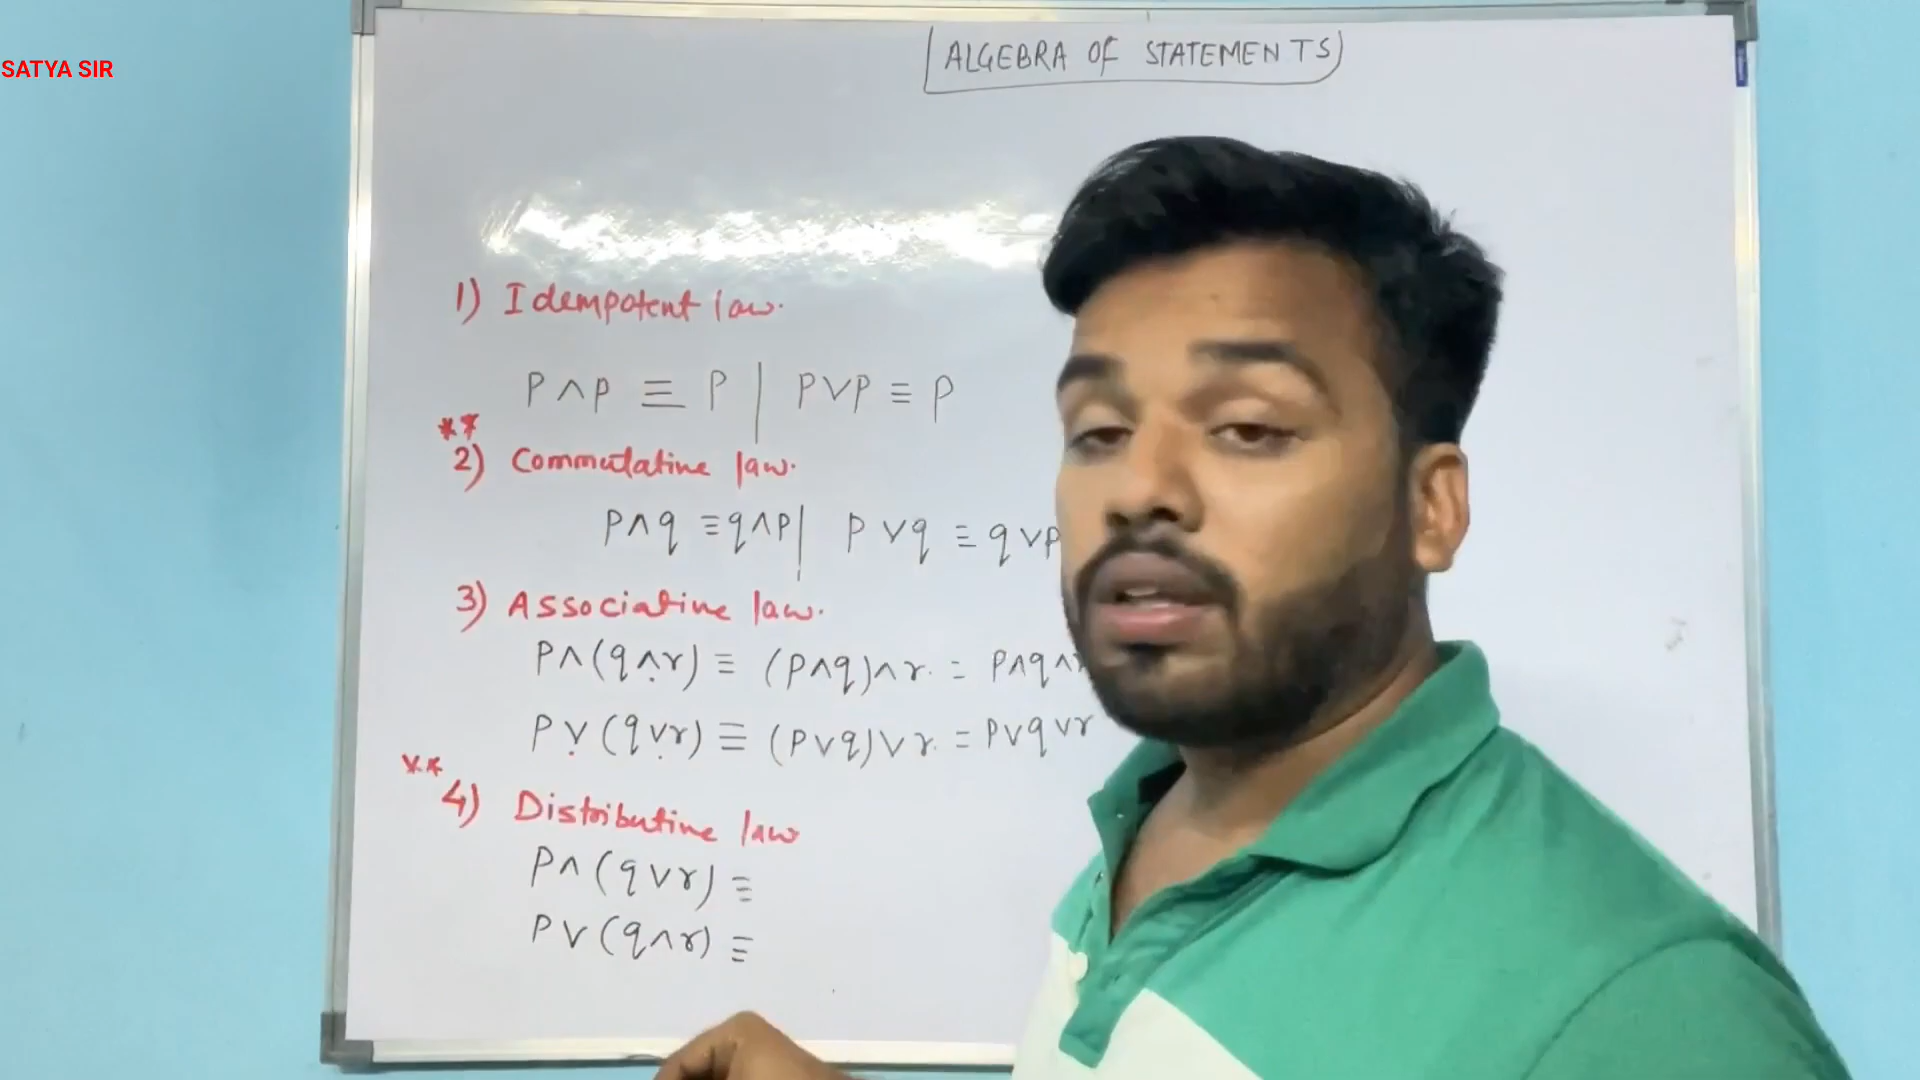 SATYA SIR
ALGEBRA OF STATEMENTS
1) Idempotent law.
P∧P ≡ P | P∨P ≡ P
**
2) Commutative law.
P∧q ≡ q∧P | P∨q ≡ q∨P
3) Associative law.
P∧(q∧r) ≡ (P∧q)∧r. = P∧q∧r
P∨(q∨r) ≡ (P∨q)∨r. = P∨q∨r
**
4) Distributive law
P∧(q∨r) ≡
P∨(q∧r) ≡